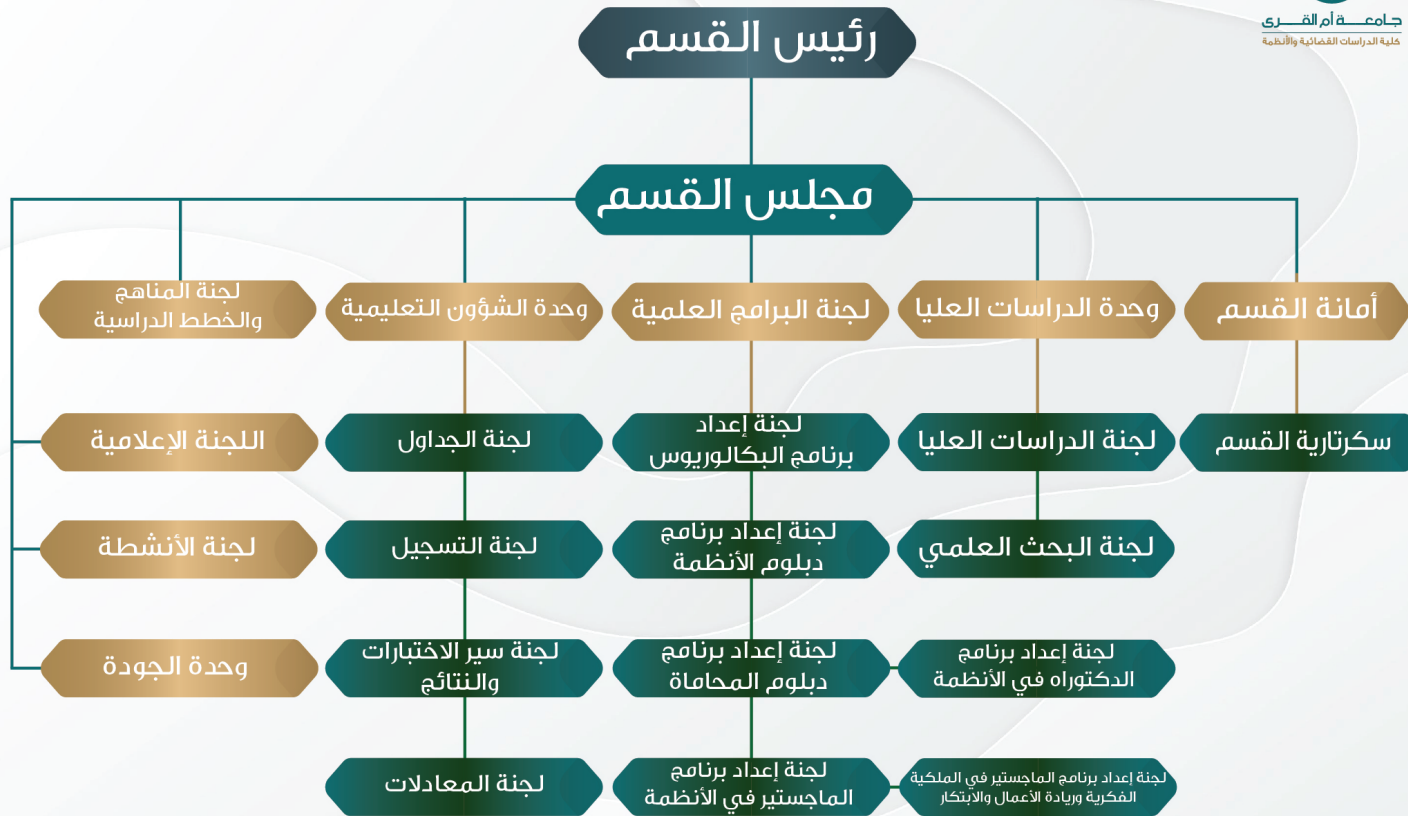 جامعة أم القرى
كلية الدراسات القضائية والأنظمة
رئيس القسم
مجلس القسم
أمانة القسم
وحدة الدراسات العليا
لجنة البرامج العلمية
وحدة الشؤون التعليمية
لجنة المناهج
والخطط الدراسية
سكرتارية القسم
لجنة الدراسات العليا
لجنة إعداد
برنامج البكالوريوس
لجنة الجداول
اللجنة الإعلامية
لجنة البحث العلمي
لجنة إعداد برنامج
دبلوم الأنظمة
لجنة التسجيل
لجنة الأنشطة
لجنة إعداد برنامج
الدكتوراه في الأنظمة
لجنة إعداد برنامج
دبلوم المحاماة
لجنة سير الاختبارات
والنتائج
وحدة الجودة
لجنة إعداد برنامج الماجستير في الملكية
الفكرية وريادة الأعمال والابتكار
لجنة إعداد برنامج
الماجستير في الأنظمة
لجنة المعادلات